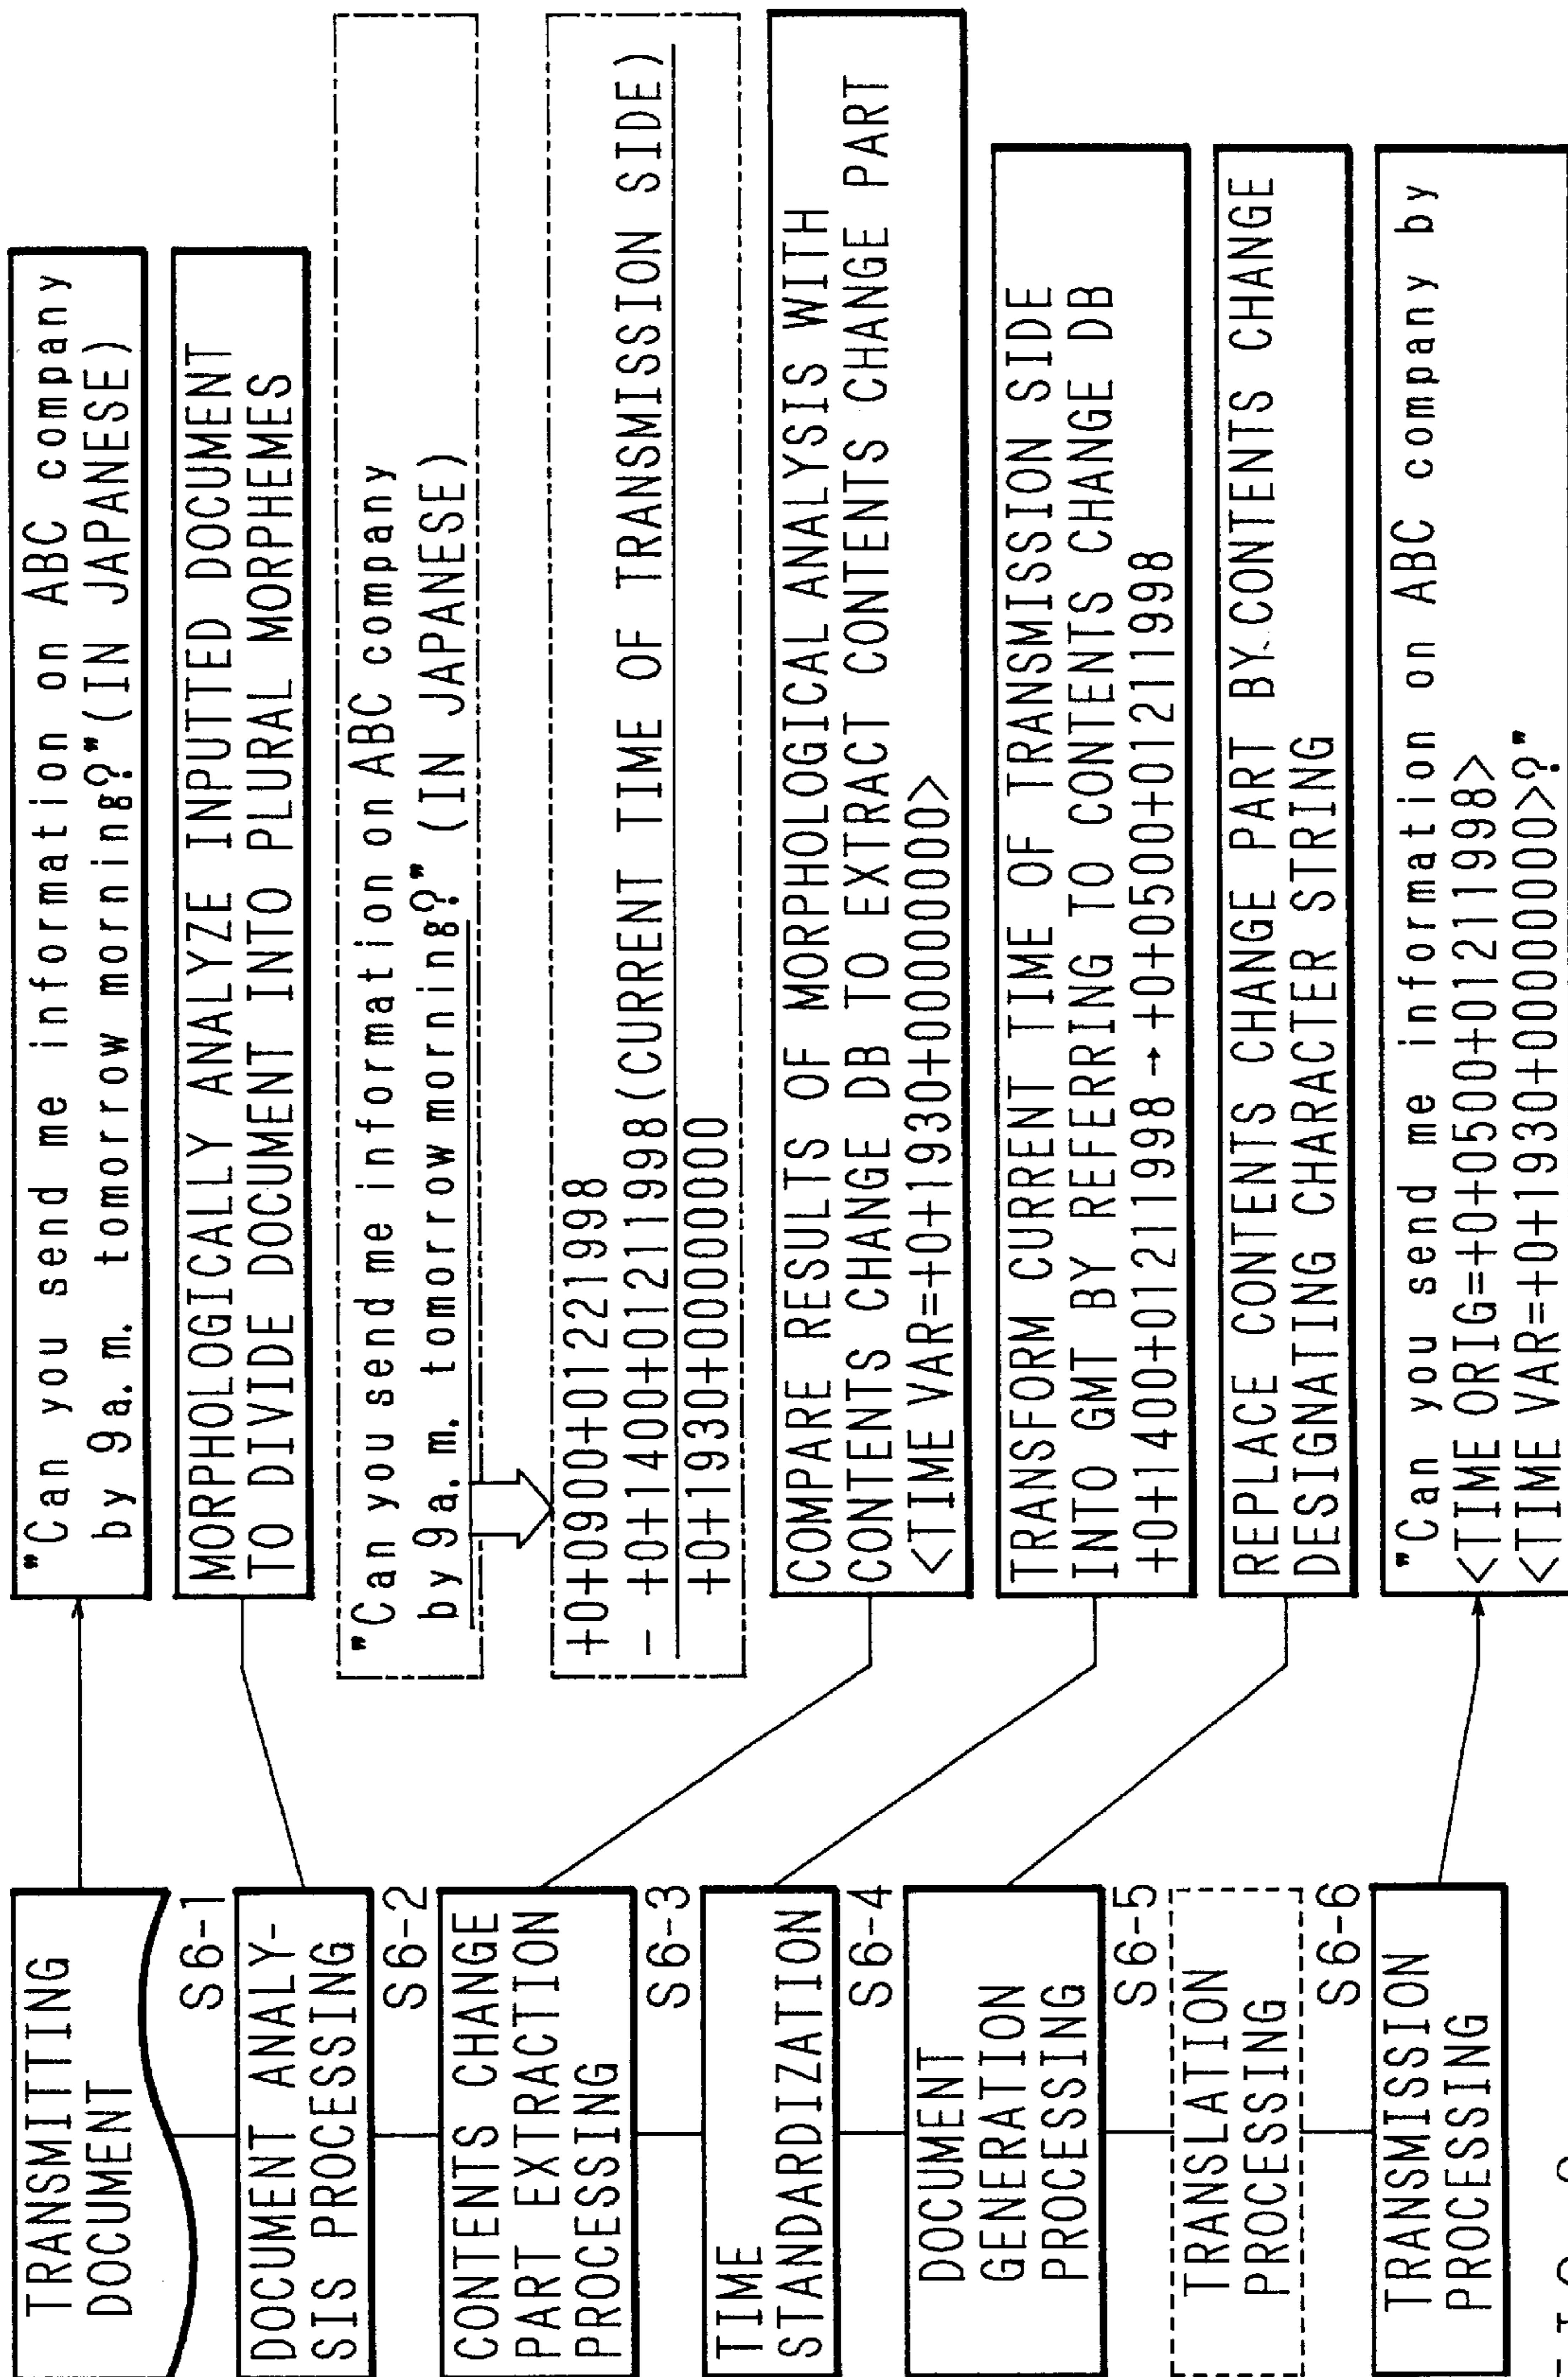 TRANSMITTING
DOCUMENT
S6-1
DOCUMENT ANALY-
SIS PROCESSING
S6-2
CONTENTS CHANGE
PART EXTRACTION
PROCESSING
S6-3
TIME
STANDARDIZATION
S6-4
DOCUMENT
GENERATION
PROCESSING
S6-5
TRANSLATION
PROCESSING
S6-6
TRANSMISSION
PROCESSING
"Can you send me information on ABC company
by 9a.m. tomorrow morning?"(IN JAPANESE)
MORPHOLOGICALLY ANALYZE INPUTTED DOCUMENT
TO DIVIDE DOCUMENT INTO PLURAL MORPHEMES
"Can you send me information on ABC company
by 9a.m. tomorrow morning?" (IN JAPANESE)
+0+0900+01221998
- +0+1400+01211998(CURRENT TIME OF TRANSMISSION SIDE)
+0+1930+00000000
COMPARE RESULTS OF MORPHOLOGICAL ANALYSIS WITH
CONTENTS CHANGE DB TO EXTRACT CONTENTS CHANGE PART
<TIME VAR=+0+1930+00000000>
TRANSFORM CURRENT TIME OF TRANSMISSION SIDE
INTO GMT BY REFERRING TO CONTENTS CHANGE DB
+0+1400+01211998 → +0+0500+01211998
REPLACE CONTENTS CHANGE PART BY CONTENTS CHANGE
DESIGNATING CHARACTER STRING
"Can you send me information on ABC company by
<TIME ORIG=+0+0500+01211998>
<TIME VAR=+0+1930+00000000>?"